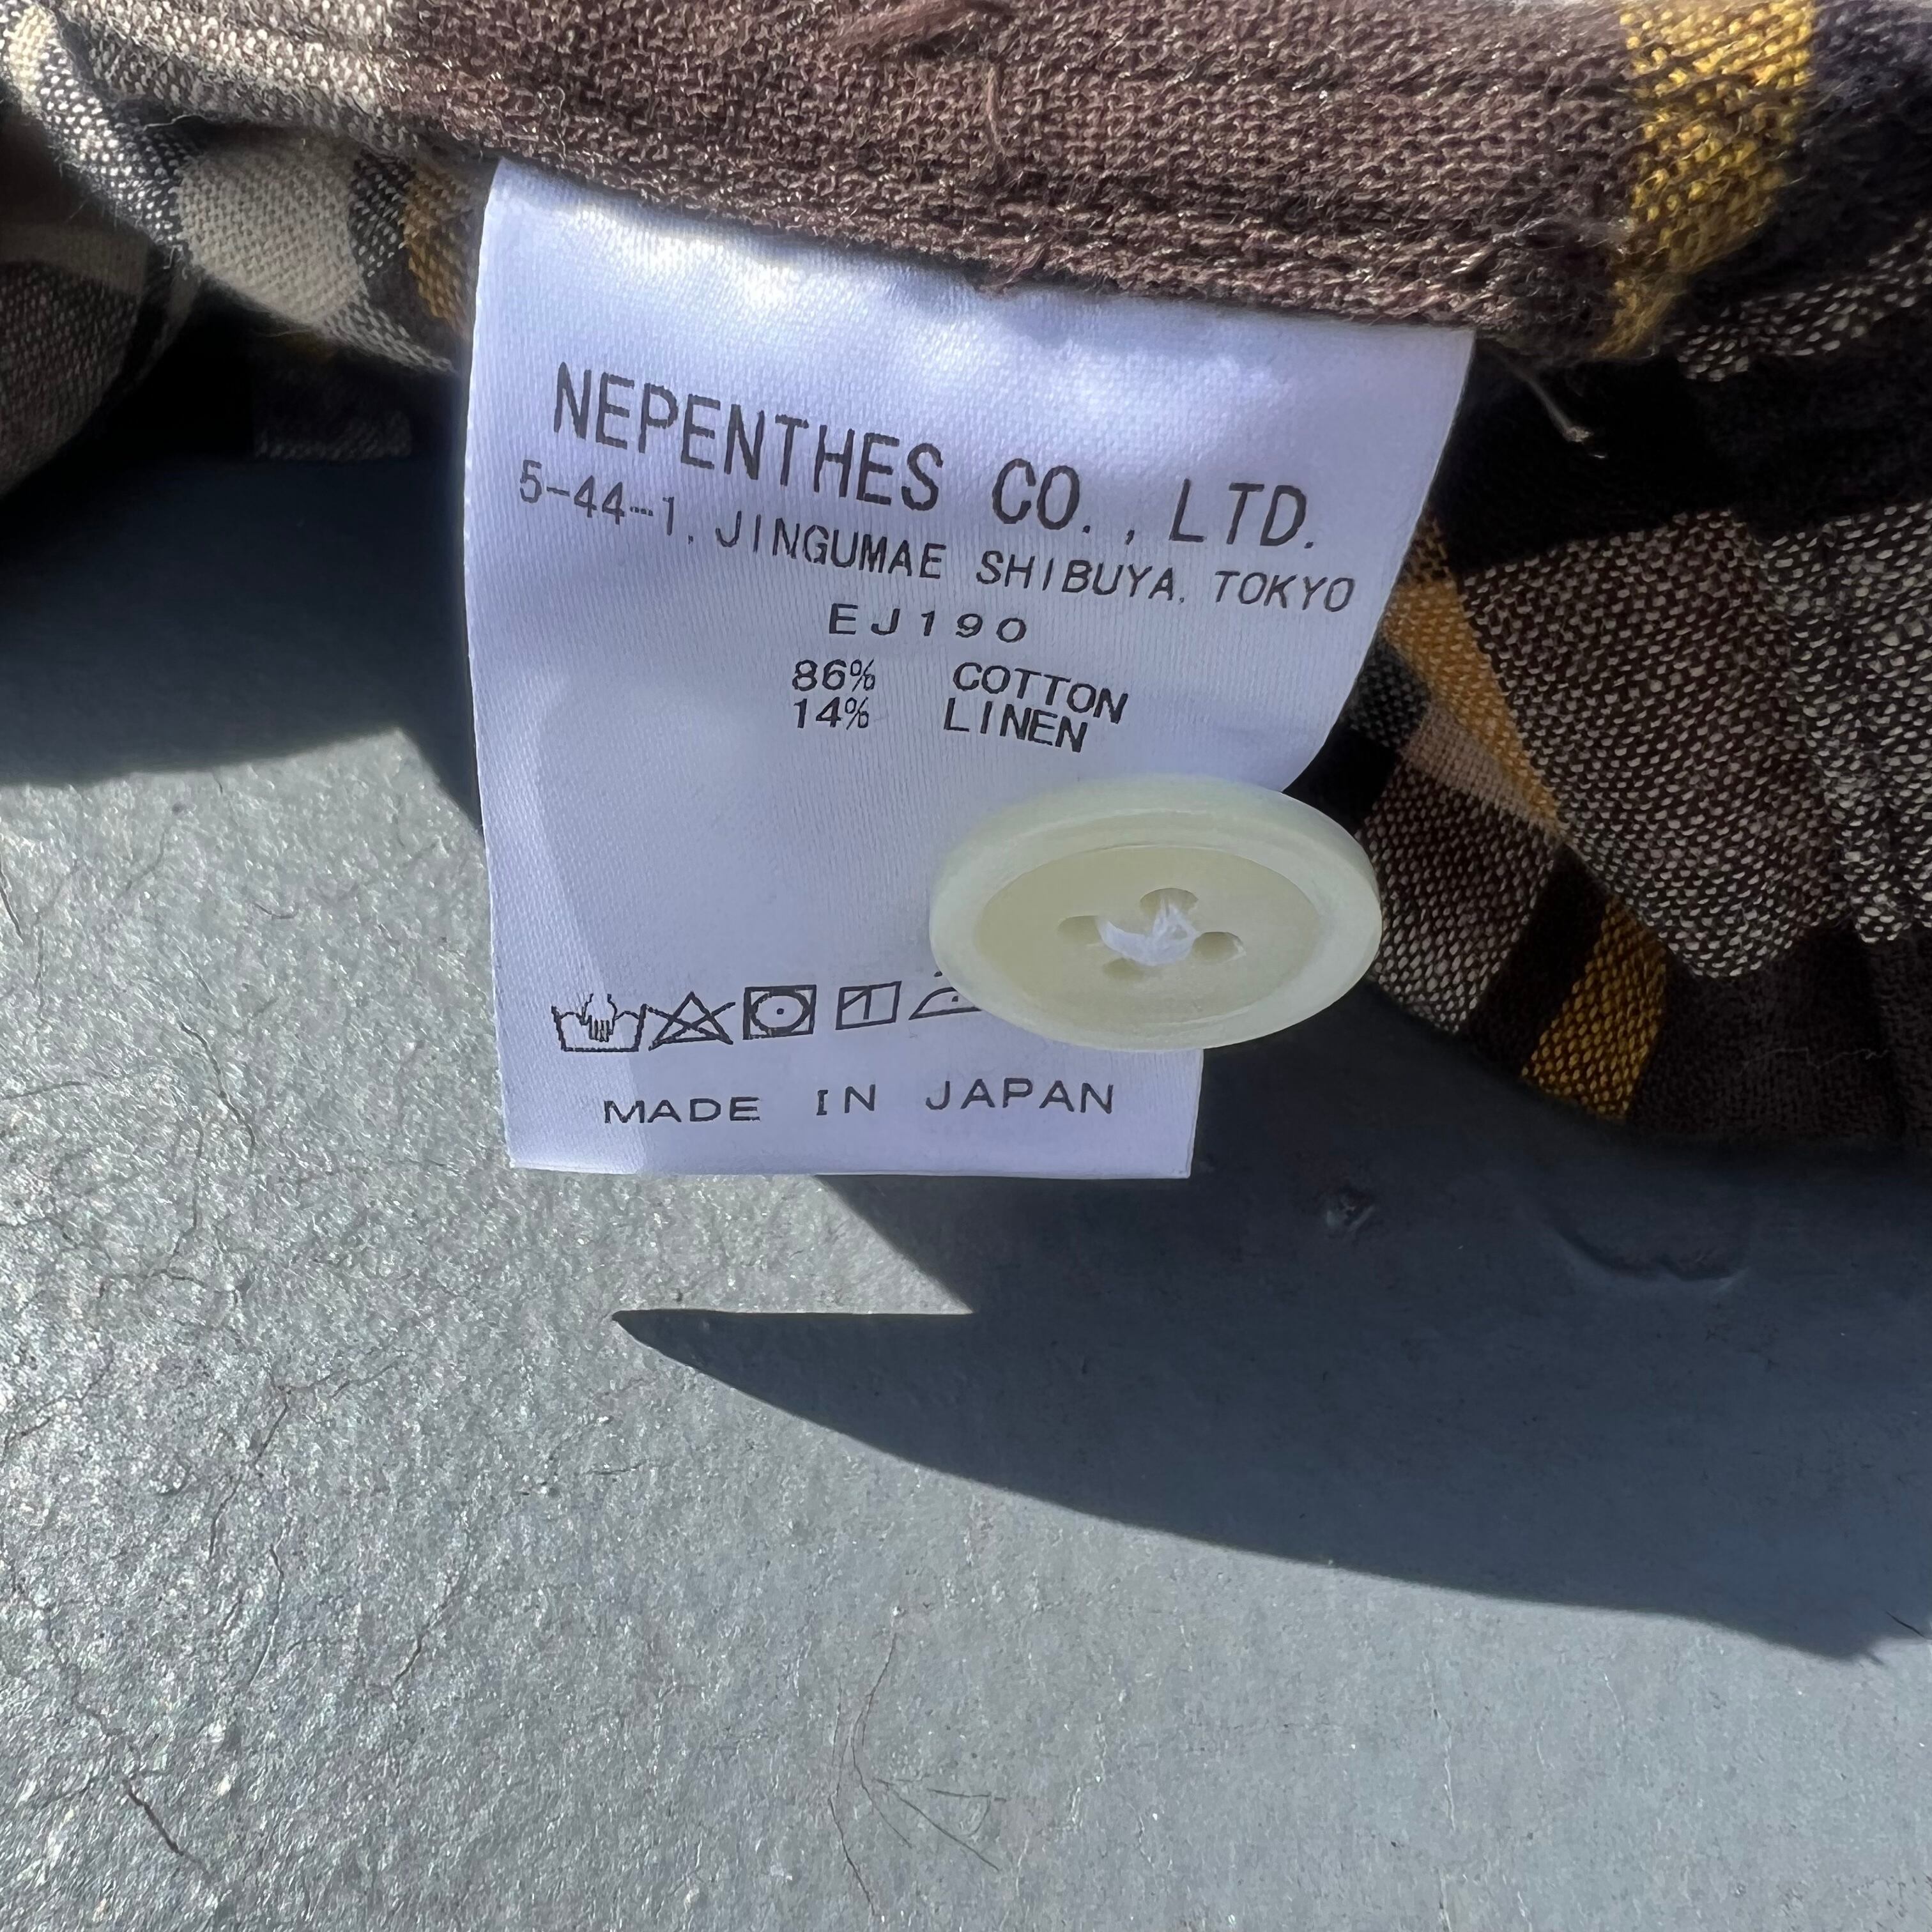 NEPENTHES CO., LTD.
5-44-1, JINGUMAE SHIBUYA, TOKYO
EJ190
86% COTTON
14% LINEN
MADE IN JAPAN